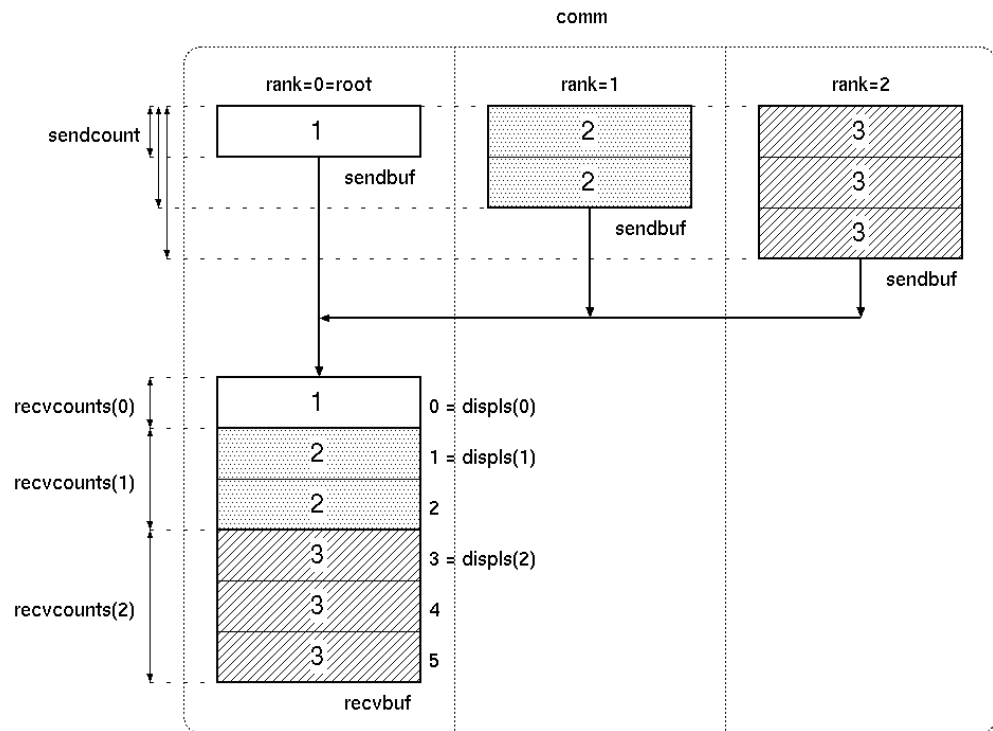 comm
rank=0=root
rank=1
rank=2
sendcount
1
2
3
2
3
3
sendbuf
sendbuf
sendbuf
recvcounts(0)
1
0 = displs(0)
2
1 = displs(1)
recvcounts(1)
2
2
3
3 = displs(2)
recvcounts(2)
3
4
3
5
recvbuf